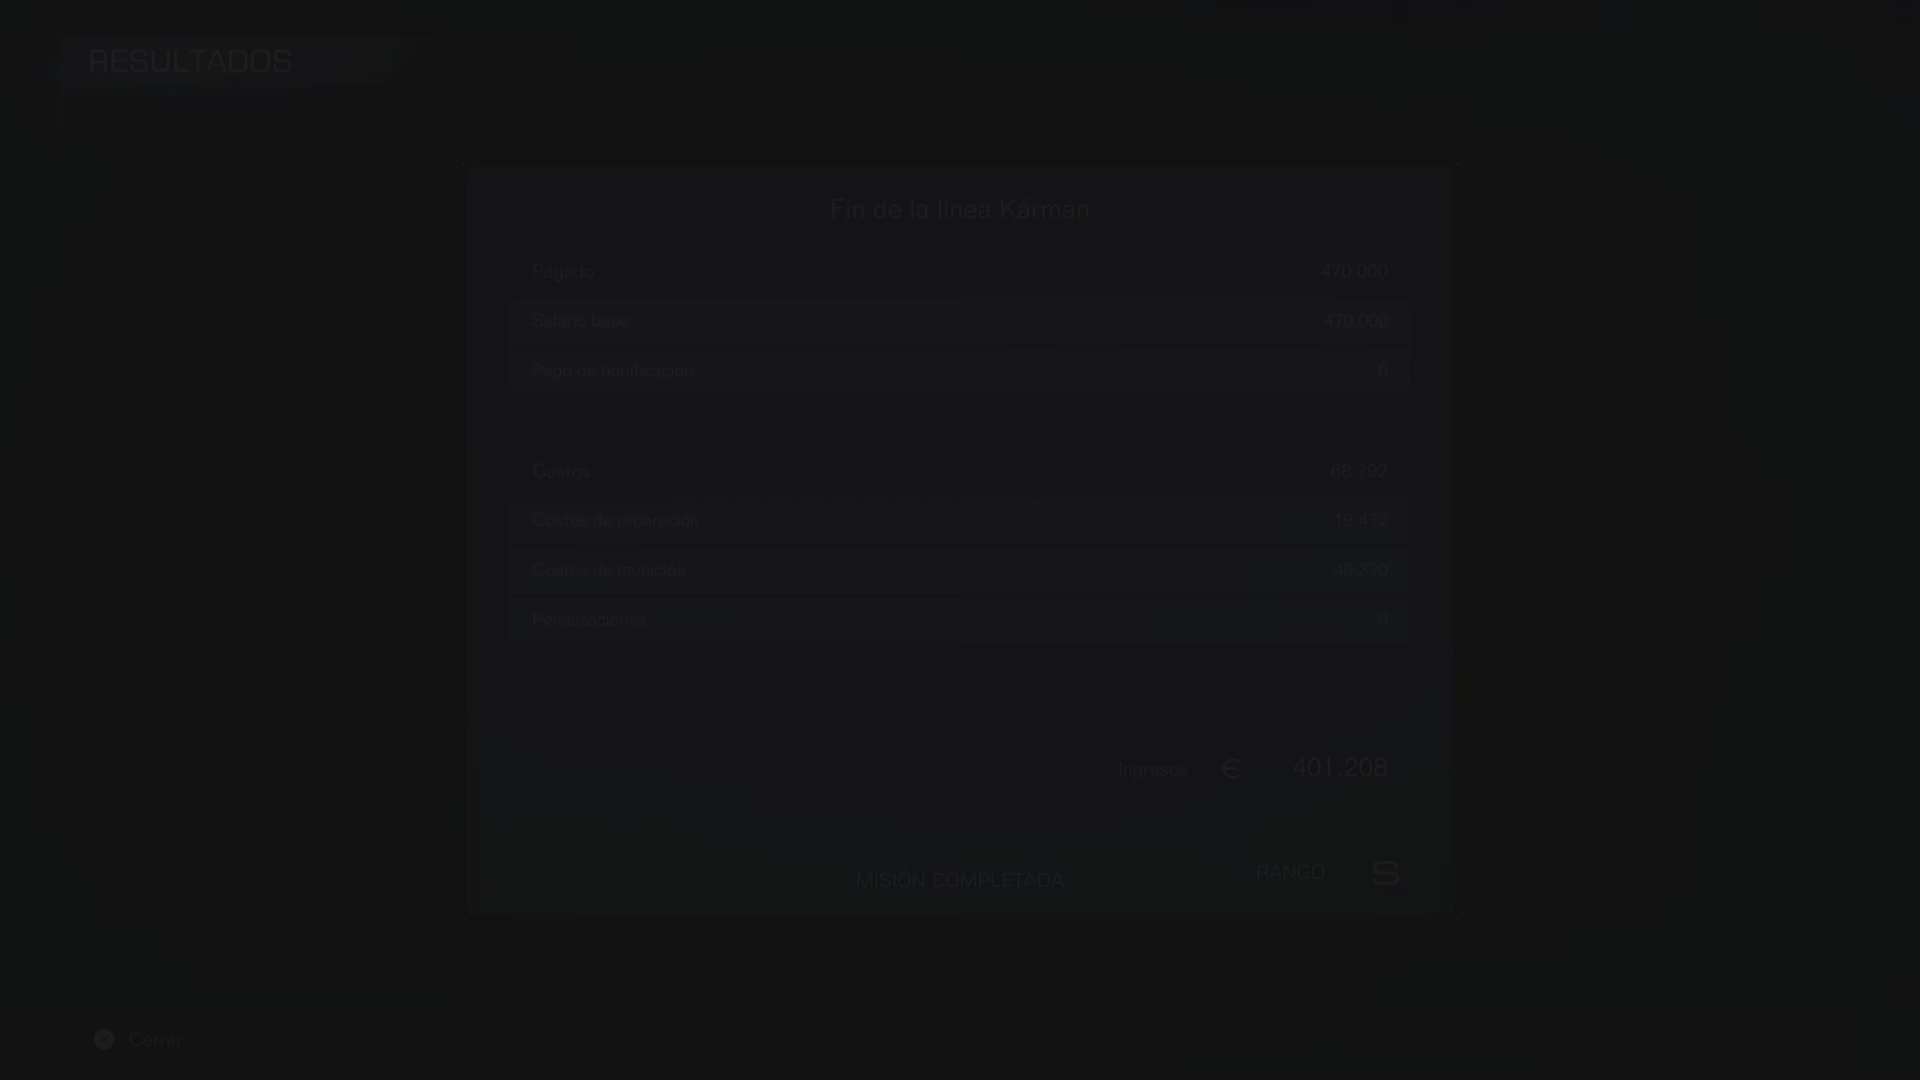 RESULTADOS
Fin de la línea Kármán
Pagado 470.000
Salario base 470.000
Pago de bonificación 0
Gastos 68.792
Costes de reparación 19.472
Costes de munición 49.320
Penalizaciones 0
Ingresos 401.208
MISIÓN COMPLETADA
RANGO S
Cerrar